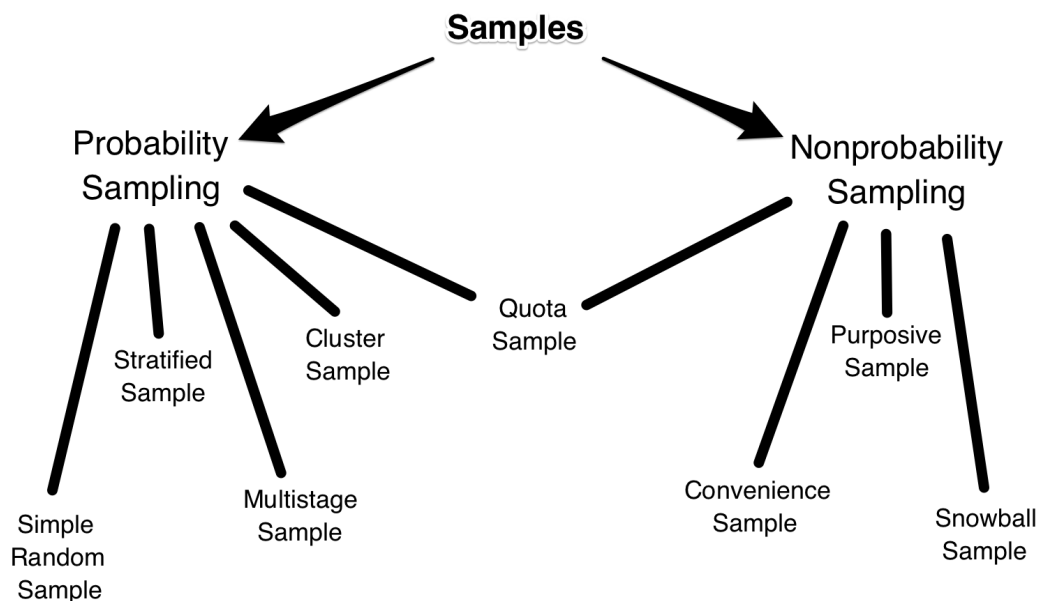 Samples
Probability
Sampling
Nonprobability
Sampling
Quota
Sample
Cluster
Sample
Stratified
Sample
Purposive
Sample
Multistage
Sample
Convenience
Sample
Simple
Random
Sample
Snowball
Sample